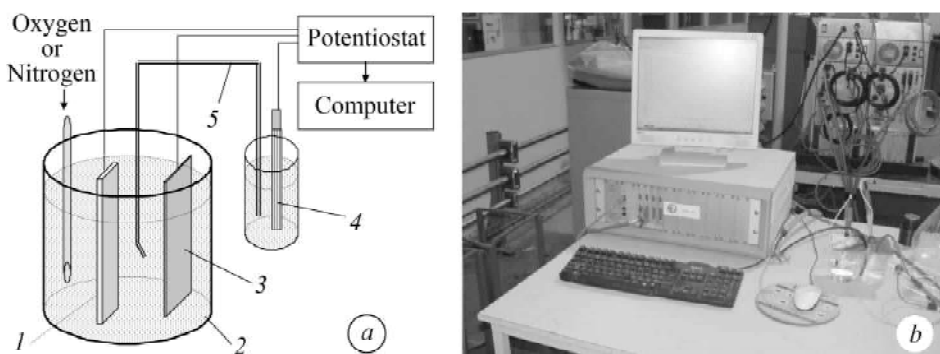 Oxygen
or
Nitrogen
Potentiostat
Computer
5
4
3
1
2
a
b